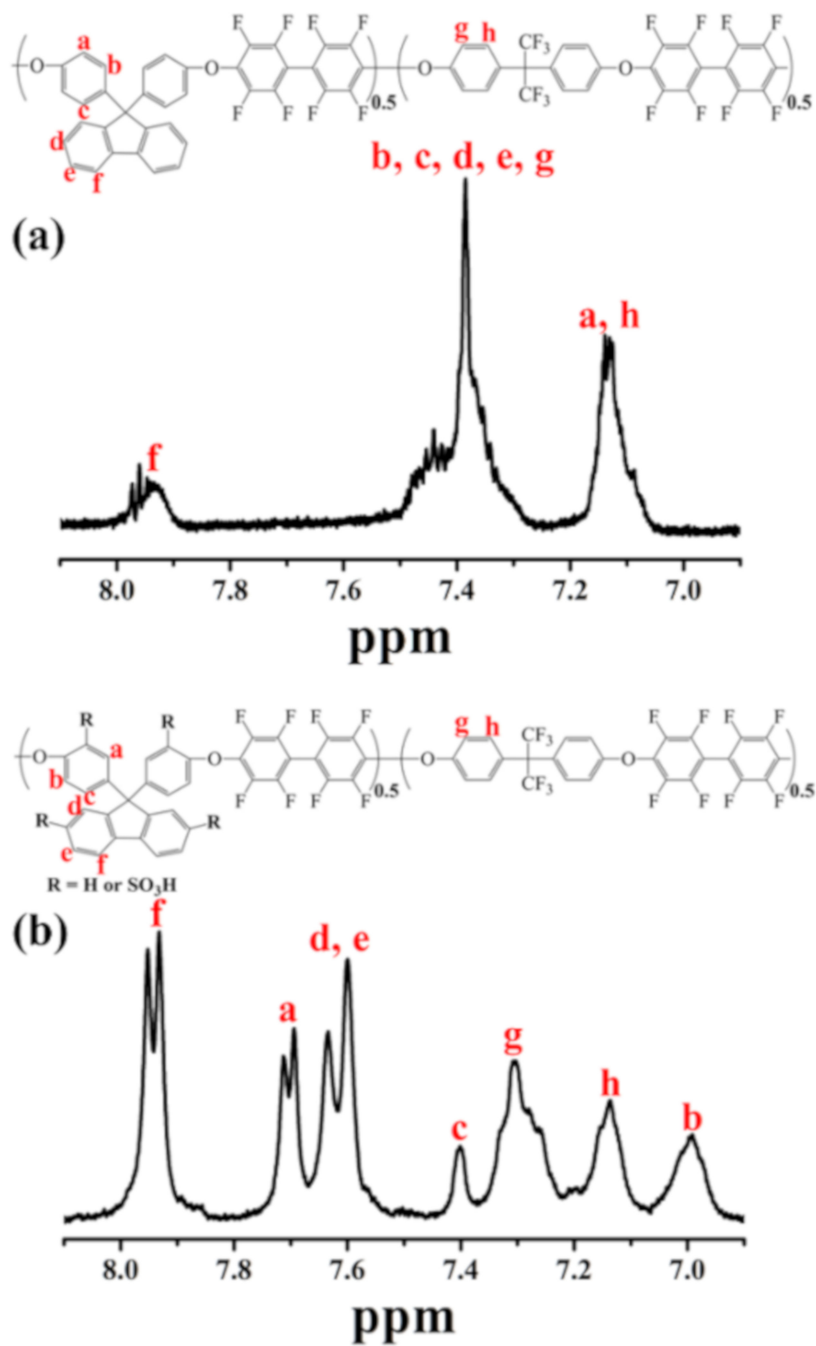 F F F F F F F F
a
O b O 0.5 g h CF3 O O 0.5
CF3
c F F F F F F F F
d
e
f
b, c, d, e, g
(a)
a, h
f
8.0 7.8 7.6 7.4 7.2 7.0
ppm
R R F F F F F F F F
O a O 0.5 g h CF3 O O 0.5
b CF3
c F F F F F F F F
d
R R
e
f
R = H or SO3H
(b)
f
d, e
a
g
h
c
b
8.0 7.8 7.6 7.4 7.2 7.0
ppm